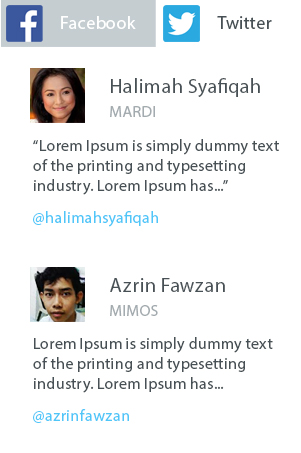 Facebook
Twitter
Halimah Syafiqah
MARDI
“Lorem Ipsum is simply dummy text
of the printing and typesetting
industry. Lorem Ipsum has...”
@halimahsyafiqah
Azrin Fawzan
MIMOS
Lorem Ipsum is simply dummy text
of the printing and typesetting
industry. Lorem Ipsum has...
@azrinfawzan